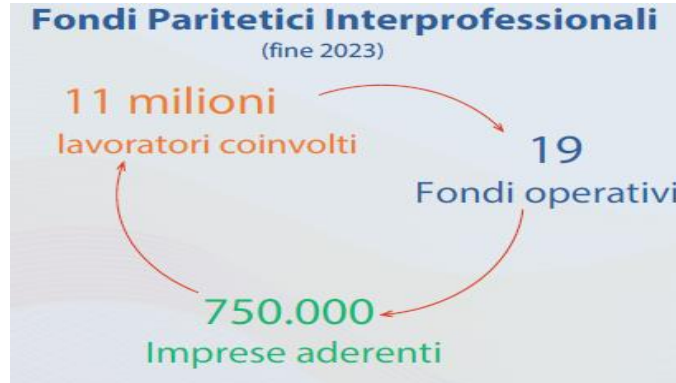 Fondi Paritetici Interprofessionali
(fine 2023)
11 milioni
lavoratori coinvolti
19
Fondi operativi
750.000
Imprese aderenti